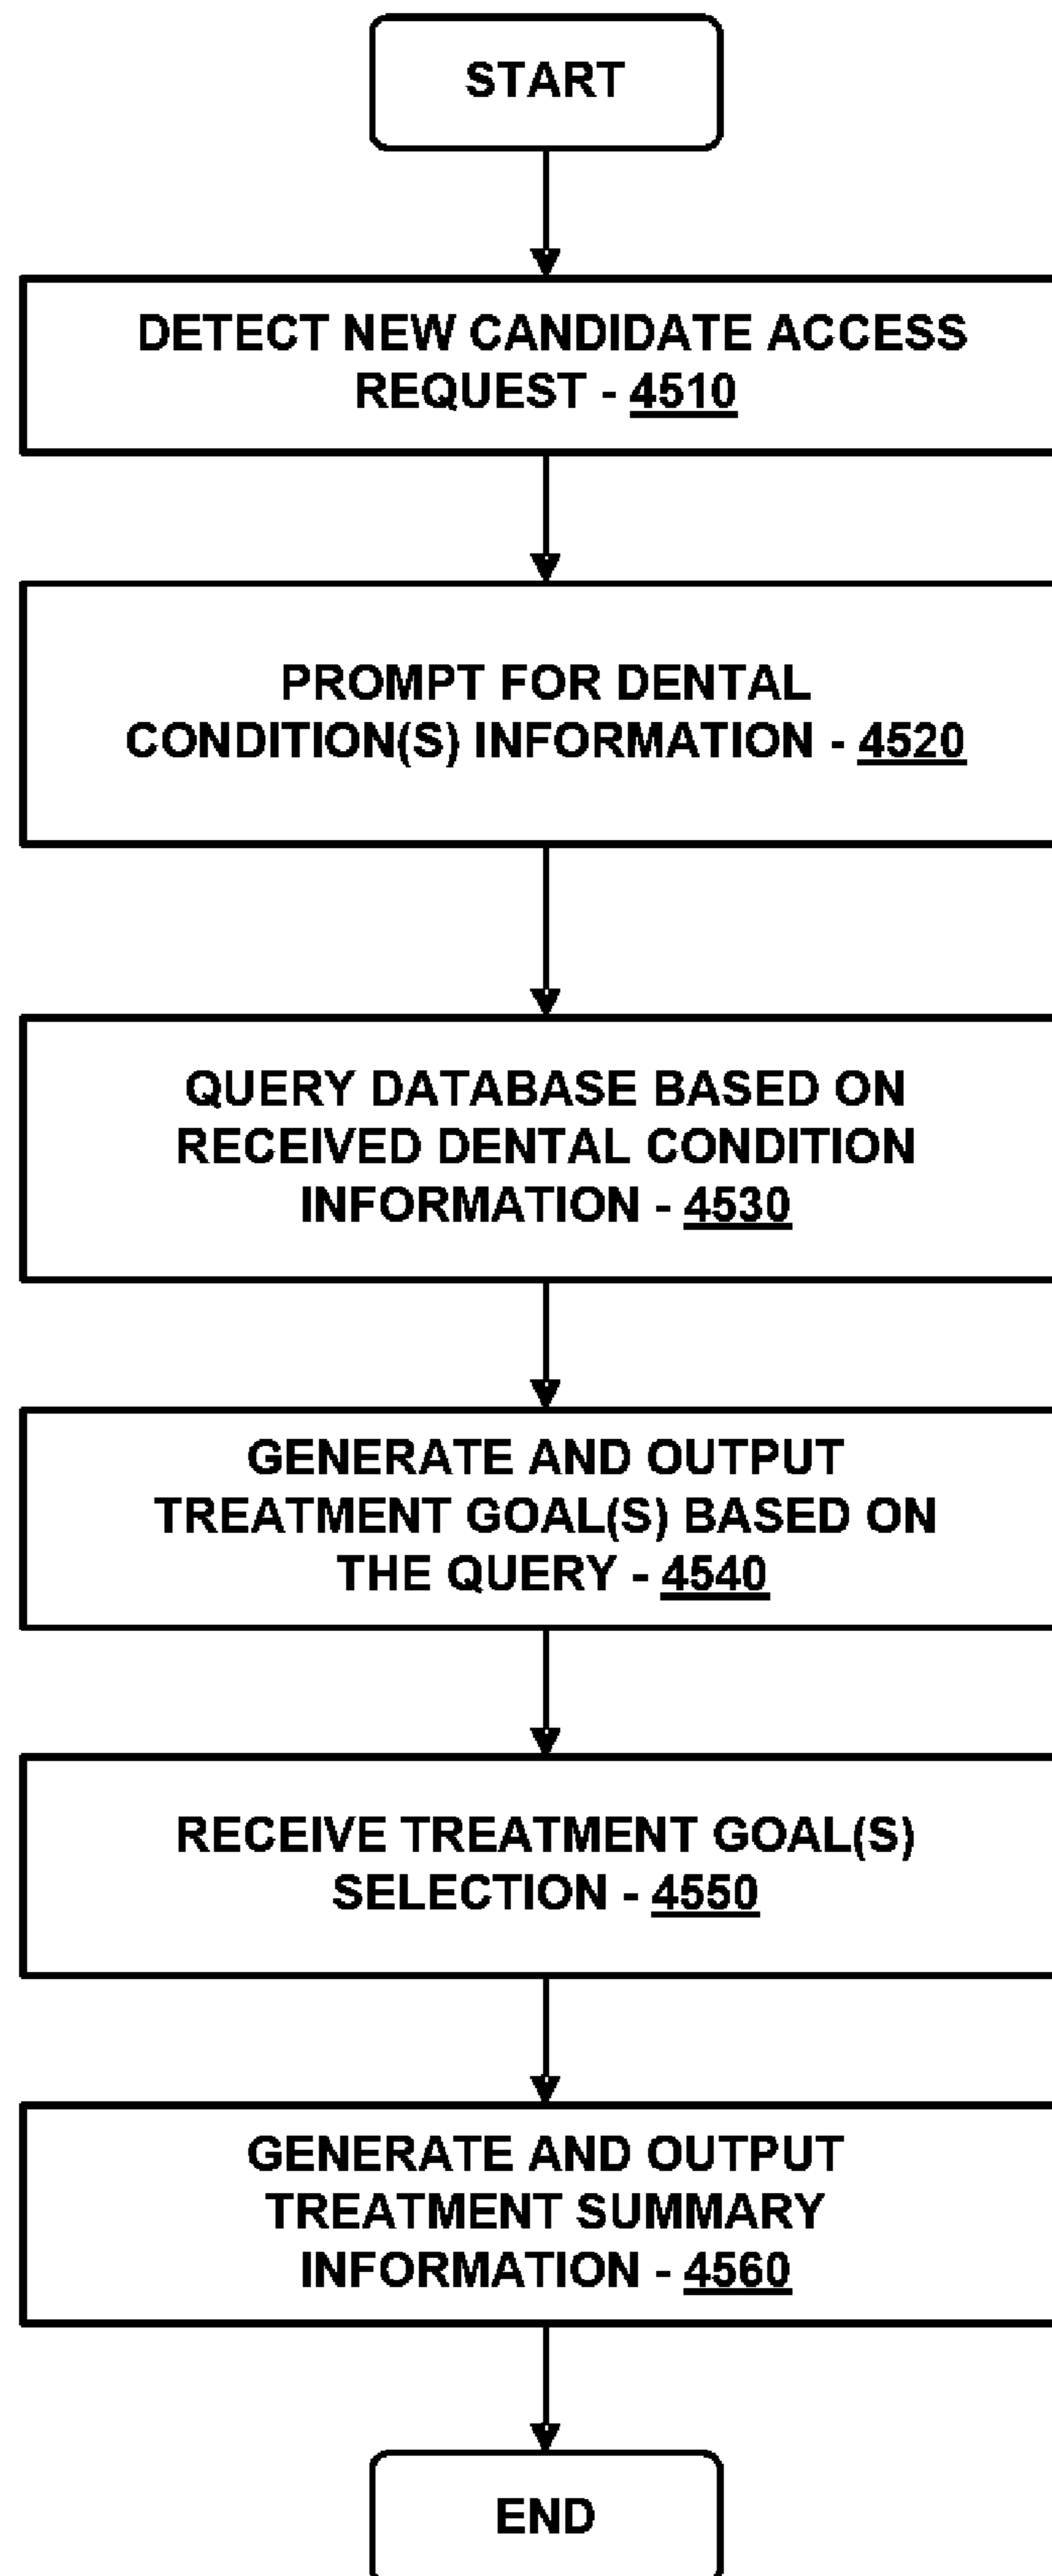 START
DETECT NEW CANDIDATE ACCESS
REQUEST - 4510
PROMPT FOR DENTAL
CONDITION(S) INFORMATION - 4520
QUERY DATABASE BASED ON
RECEIVED DENTAL CONDITION
INFORMATION - 4530
GENERATE AND OUTPUT
TREATMENT GOAL(S) BASED ON
THE QUERY - 4540
RECEIVE TREATMENT GOAL(S)
SELECTION - 4550
GENERATE AND OUTPUT
TREATMENT SUMMARY
INFORMATION - 4560
END